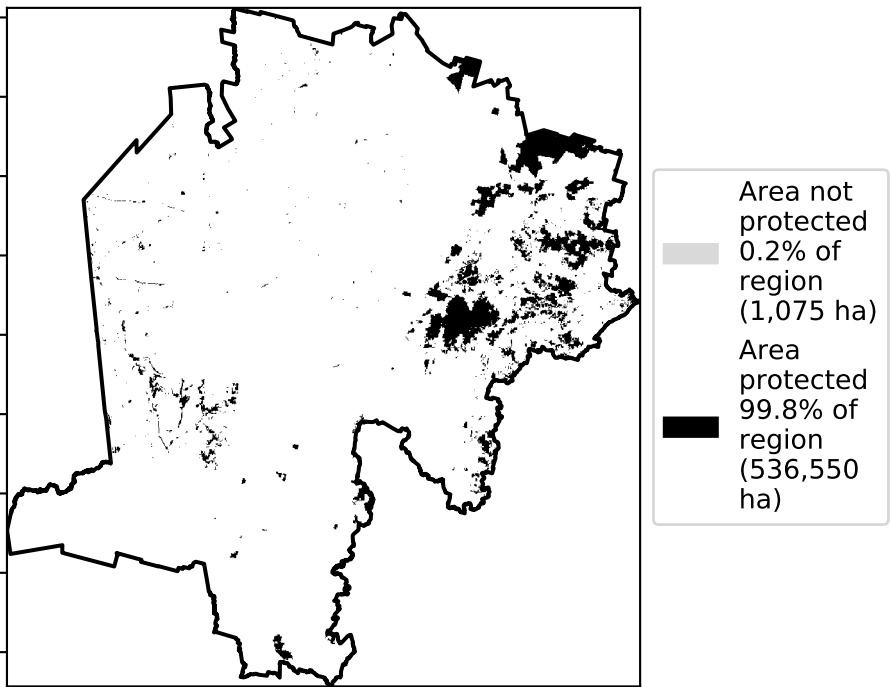 Area not
protected
0.2% of
region
(1,075 ha)
Area
protected
99.8% of
region
(536,550
ha)